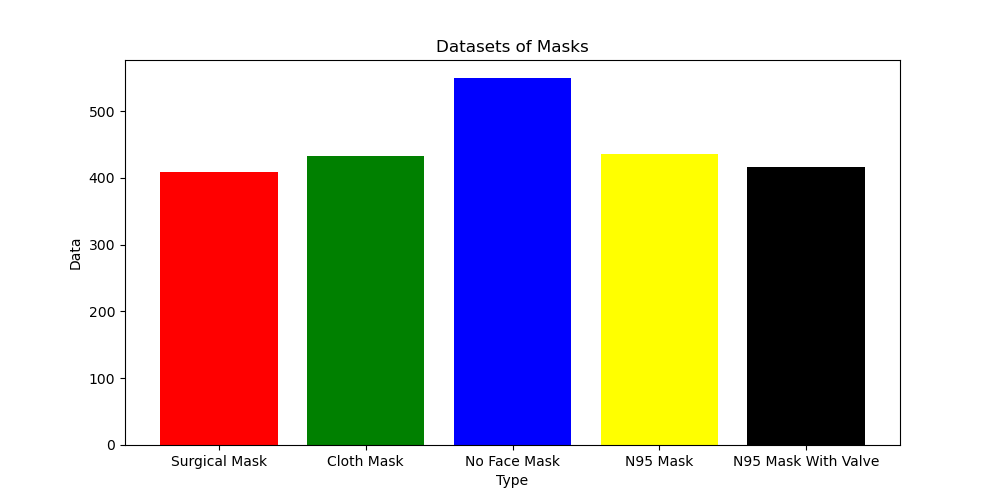 Datasets of Masks
Data
500
400
300
200
100
0
Surgical Mask Cloth Mask No Face Mask N95 Mask N95 Mask With Valve
Type